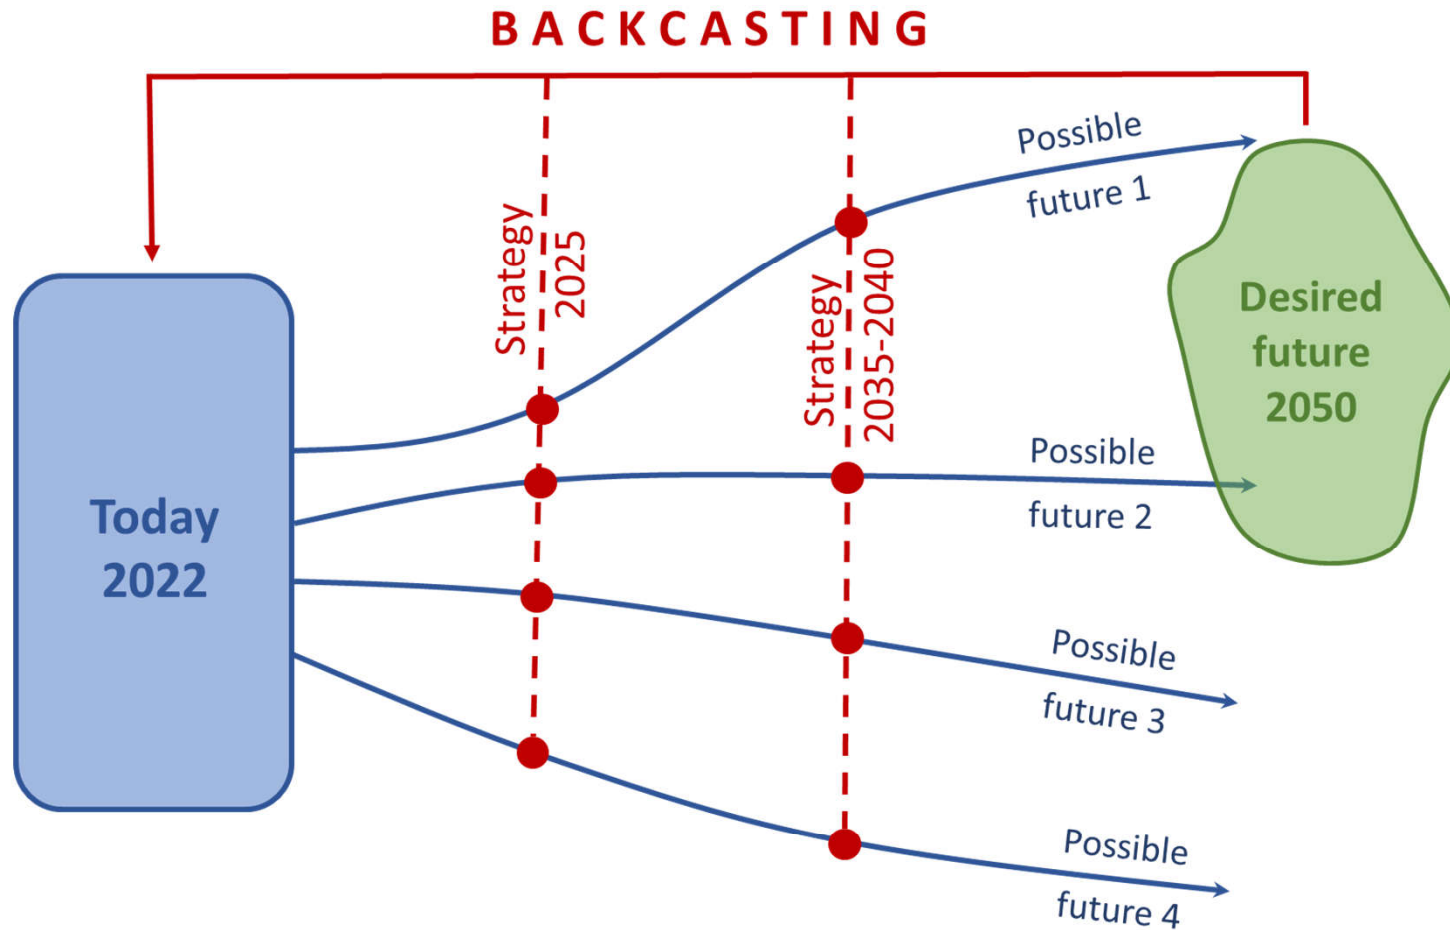 BACKCASTING
Possible
future 1
Strategy
2025
Strategy
2035-2040
Desired
future
2050
Possible
future 2
Today
2022
Possible
future 3
Possible
future 4